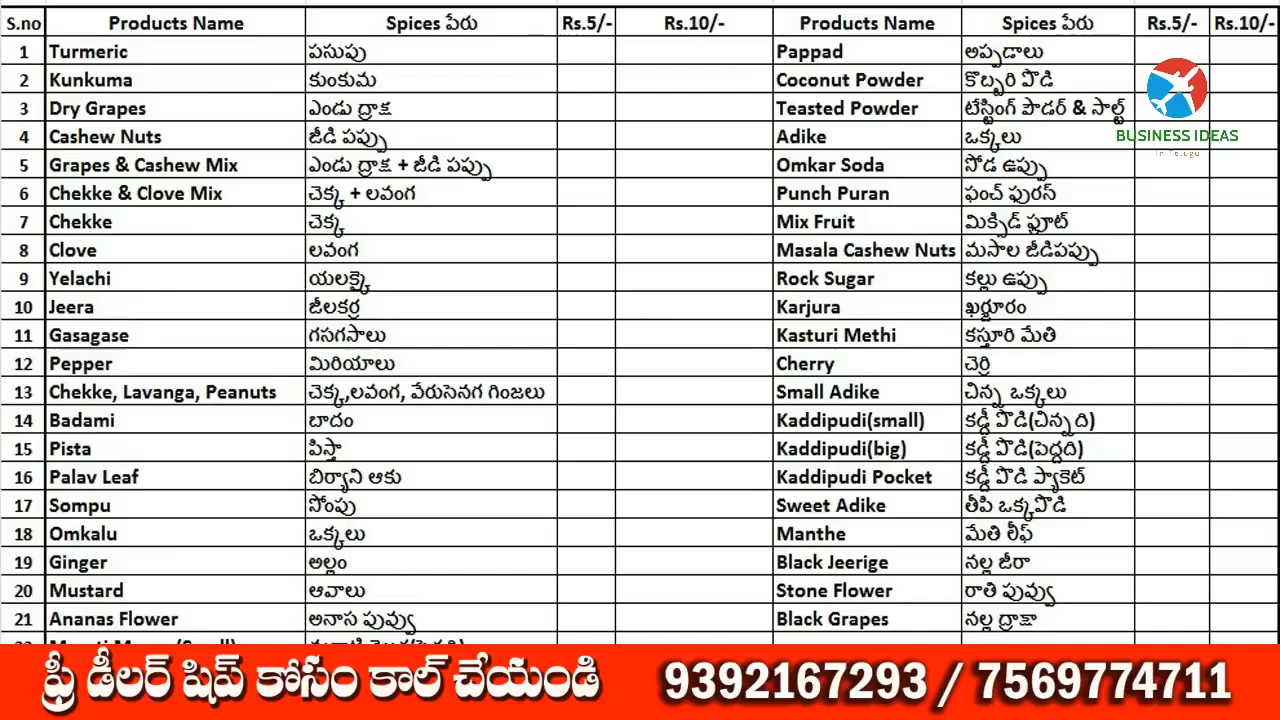 S.no Products Name Spices పేరు Rs.5/- Rs.10/- Products Name Spices పేరు Rs.5/- Rs.10/-
1 Turmeric పసుపు Pappad అప్పడాలు
2 Kunkuma కుంకుమ Coconut Powder కొబ్బరి పొడి
3 Dry Grapes ఎండు ద్రాక్ష Teasted Powder టేస్టింగ్ పౌడర్ & సాల్ట్
4 Cashew Nuts జీడి పప్పు Adike ఒక్కలు
BUSINESS IDEAS
In Telugu
5 Grapes & Cashew Mix ఎండు ద్రాక్ష + జీడి పప్పు Omkar Soda సోడ ఉప్పు
6 Chekke & Clove Mix చెక్క + లవంగ Punch Puran ఫంచ్ ఫురస్
7 Chekke చెక్క Mix Fruit మిక్సిడ్ ఫ్లూట్
8 Clove లవంగ Masala Cashew Nuts మసాల జీడిపప్పు
9 Yelachi యలక్కై Rock Sugar కల్లు ఉప్పు
10 Jeera జీలకర్ర Karjura ఖర్జూరం
11 Gasagase గసగసాలు Kasturi Methi కస్తూరి మేతి
12 Pepper మిరియాలు Cherry చెర్రి
13 Chekke, Lavanga, Peanuts చెక్క,లవంగ, వేరుసెనగ గింజలు Small Adike చిన్న ఒక్కలు
14 Badami బాదం Kaddipudi(small) కడ్డీ పొడి(చిన్నది)
15 Pista పిస్తా Kaddipudi(big) కడ్డీ పొడి(పెద్దది)
16 Palav Leaf బిర్యాని ఆకు Kaddipudi Pocket కడ్డీ పొడి ప్యాకెట్
17 Sompu సోంపు Sweet Adike తీపి ఒక్కపొడి
18 Omkalu ఒక్కలు Manthe మేతి లీఫ్
19 Ginger అల్లం Black Jeerige నల్ల జీరా
20 Mustard ఆవాలు Stone Flower రాతి పువ్వు
21 Ananas Flower అనాస పువ్వు Black Grapes నల్ల ద్రాక్షా
ఫ్రీ డీలర్ షిప్ కోసం కాల్ చేయండి 9392167293 / 7569774711